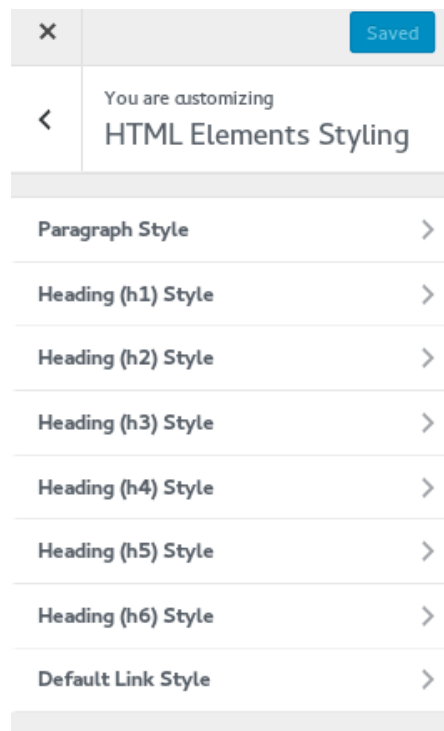 Saved
You are customizing
HTML Elements Styling
Paragraph Style
Heading (h1) Style
Heading (h2) Style
Heading (h3) Style
Heading (h4) Style
Heading (h5) Style
Heading (h6) Style
Default Link Style